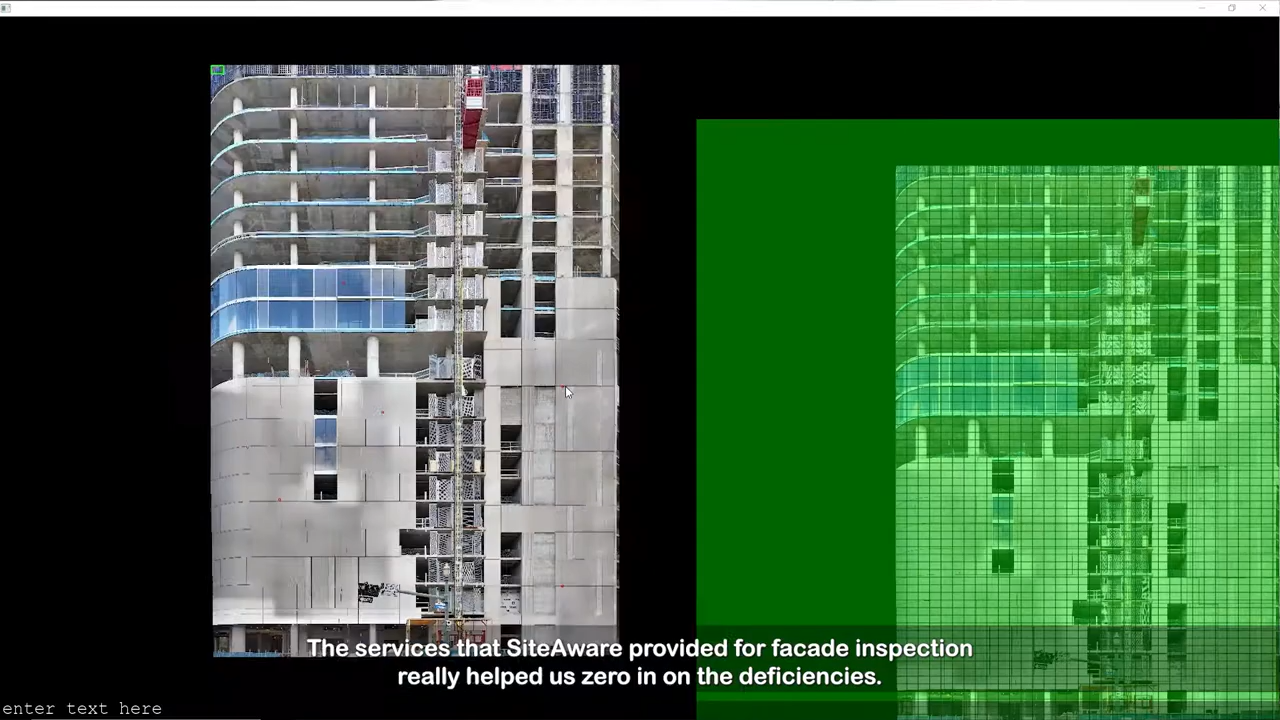 The services that SiteAware provided for facade inspection
really helped us zero in on the deficiencies.
enter text here